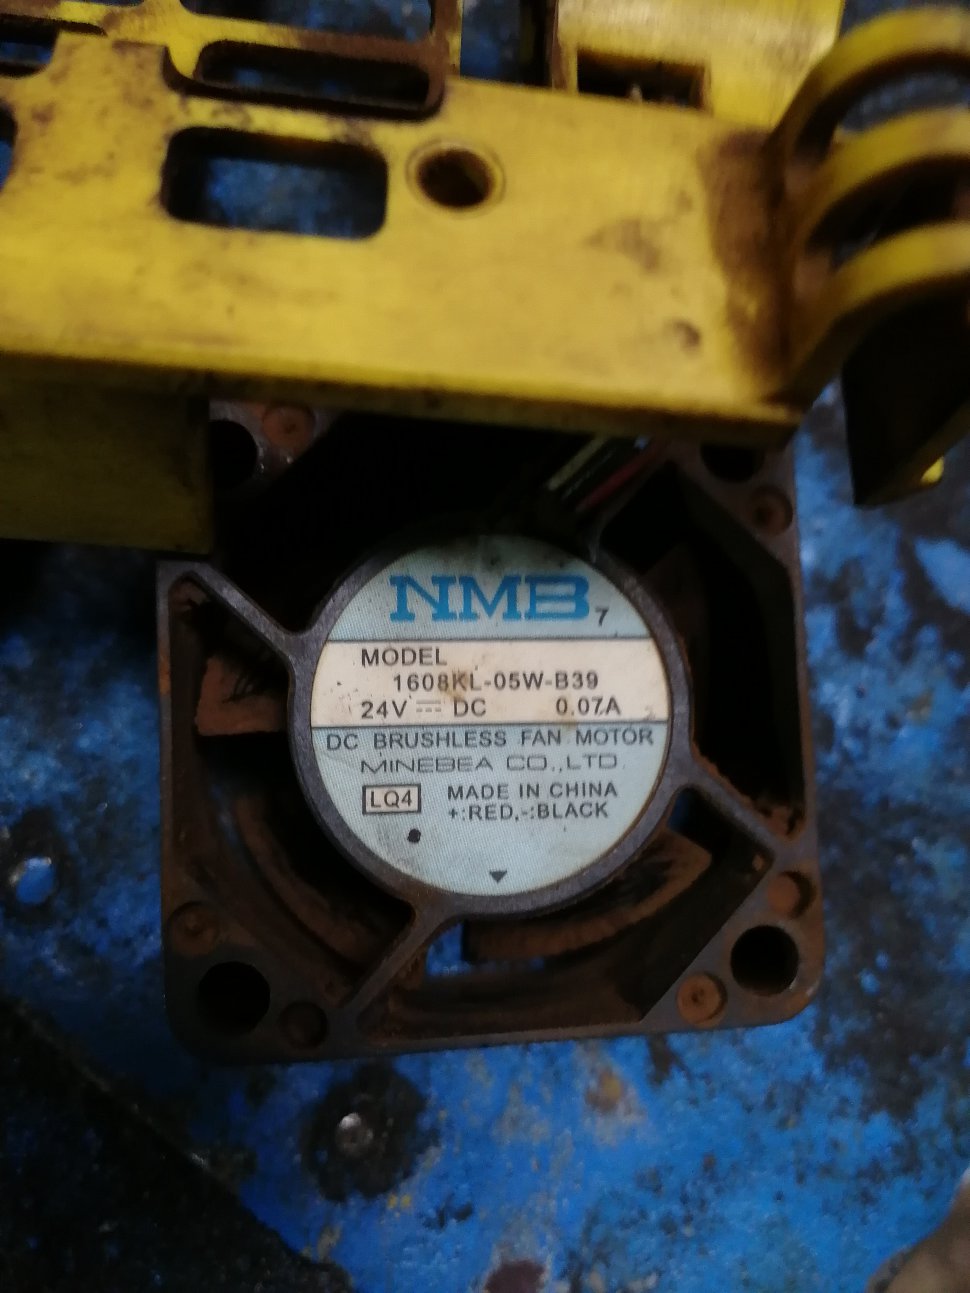 NMB 7
MODEL
1608KL-05W-B39
24V ⎓ DC 0.07A
DC BRUSHLESS FAN MOTOR
MINEBEA CO.,LTD.
LQ4 MADE IN CHINA
+:RED,-:BLACK